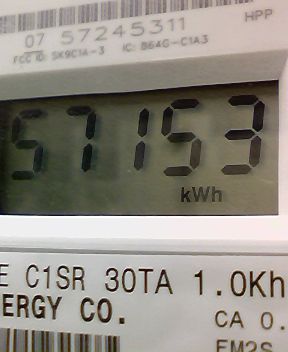 HPP
07 57245311
FCC ID: SK9C1A-3 IC: 864G-C1A3
57153
kWh
E C1SR 30TA 1.0Kh
ERGY CO.
CA 0.
EM2S